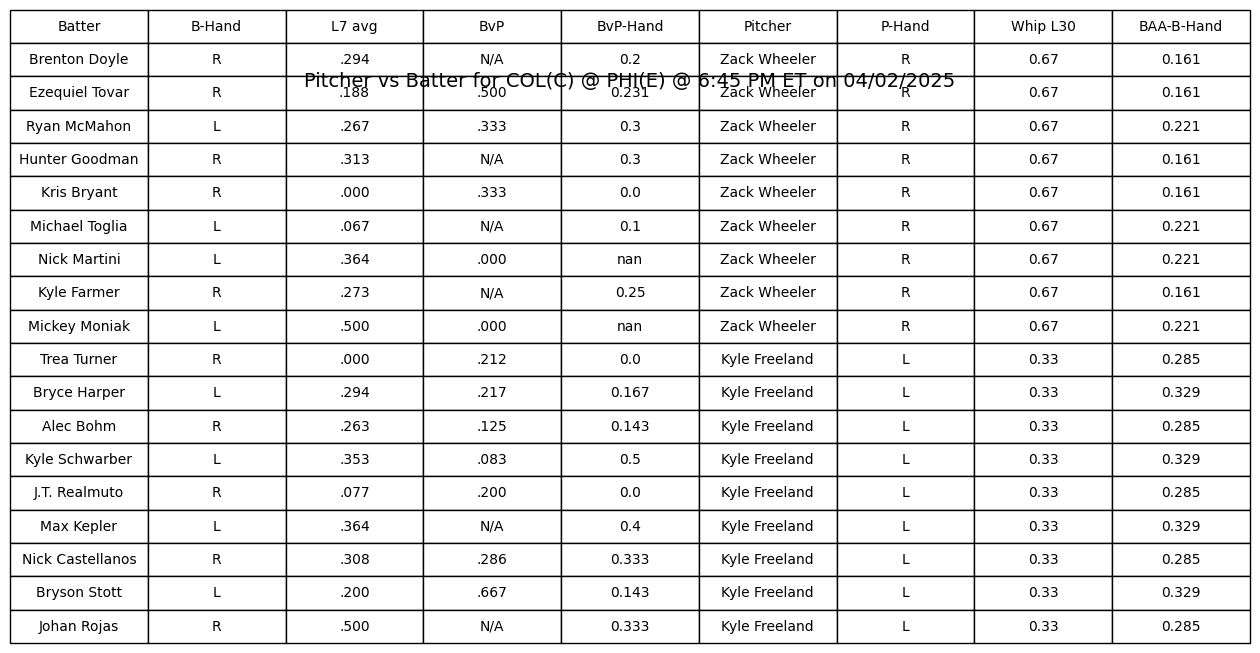 Batter B-Hand L7 avg BvP BvP-Hand Pitcher P-Hand Whip L30 BAA-B-Hand
Brenton Doyle R .294 N/A 0.2 Zack Wheeler R 0.67 0.161
Pitcher vs Batter for COL(C) @ PHI(E) @ 6:45 PM ET on 04/02/2025
Ezequiel Tovar R .188 .500 0.231 Zack Wheeler R 0.67 0.161
Ryan McMahon L .267 .333 0.3 Zack Wheeler R 0.67 0.221
Hunter Goodman R .313 N/A 0.3 Zack Wheeler R 0.67 0.161
Kris Bryant R .000 .333 0.0 Zack Wheeler R 0.67 0.161
Michael Toglia L .067 N/A 0.1 Zack Wheeler R 0.67 0.221
Nick Martini L .364 .000 nan Zack Wheeler R 0.67 0.221
Kyle Farmer R .273 N/A 0.25 Zack Wheeler R 0.67 0.161
Mickey Moniak L .500 .000 nan Zack Wheeler R 0.67 0.221
Trea Turner R .000 .212 0.0 Kyle Freeland L 0.33 0.285
Bryce Harper L .294 .217 0.167 Kyle Freeland L 0.33 0.329
Alec Bohm R .263 .125 0.143 Kyle Freeland L 0.33 0.285
Kyle Schwarber L .353 .083 0.5 Kyle Freeland L 0.33 0.329
J.T. Realmuto R .077 .200 0.0 Kyle Freeland L 0.33 0.285
Max Kepler L .364 N/A 0.4 Kyle Freeland L 0.33 0.329
Nick Castellanos R .308 .286 0.333 Kyle Freeland L 0.33 0.285
Bryson Stott L .200 .667 0.143 Kyle Freeland L 0.33 0.329
Johan Rojas R .500 N/A 0.333 Kyle Freeland L 0.33 0.285